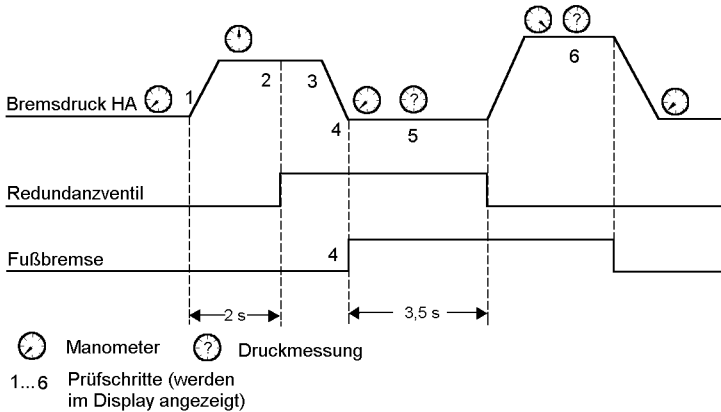 ?
?
6
Bremsdruck HA
1
2
3
4
5
Redundanzventil
Fußbremse
4
2 s
3,5 s
Manometer
? Druckmessung
1...6 Prüfschritte (werden
im Display angezeigt)